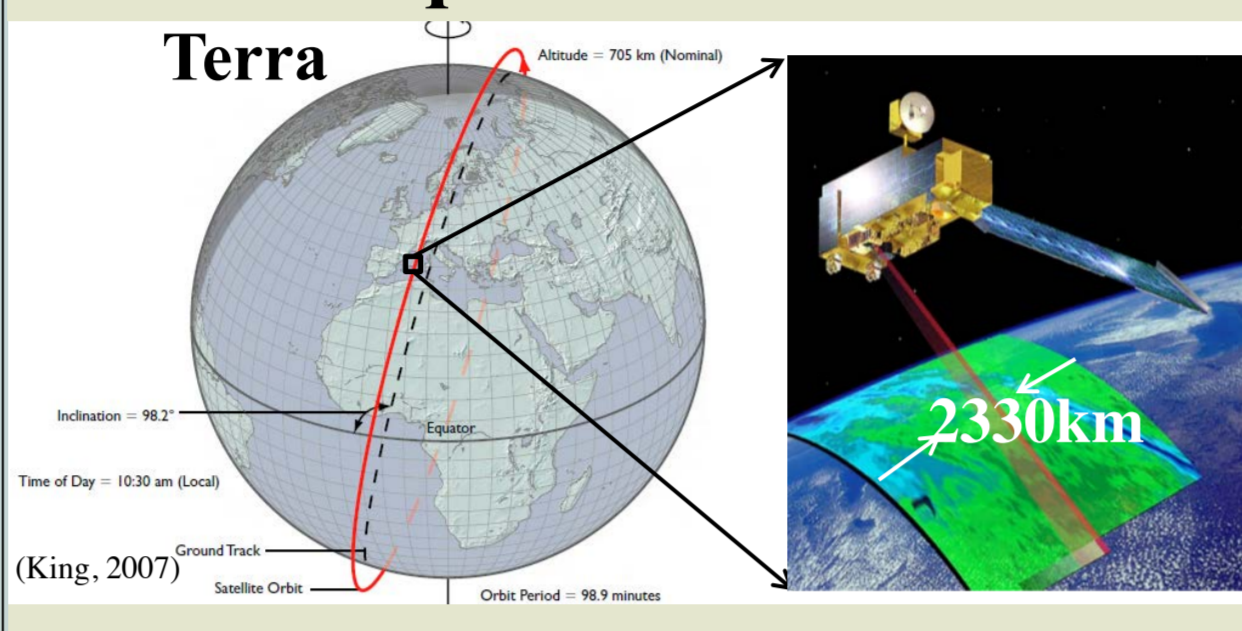 Terra
Altitude = 705 km (Nominal)
2330km
Inclination = 98.2°
Equator
Time of Day = 10:30 am (Local)
Ground Track
(King, 2007)
Satellite Orbit
Orbit Period = 98.9 minutes